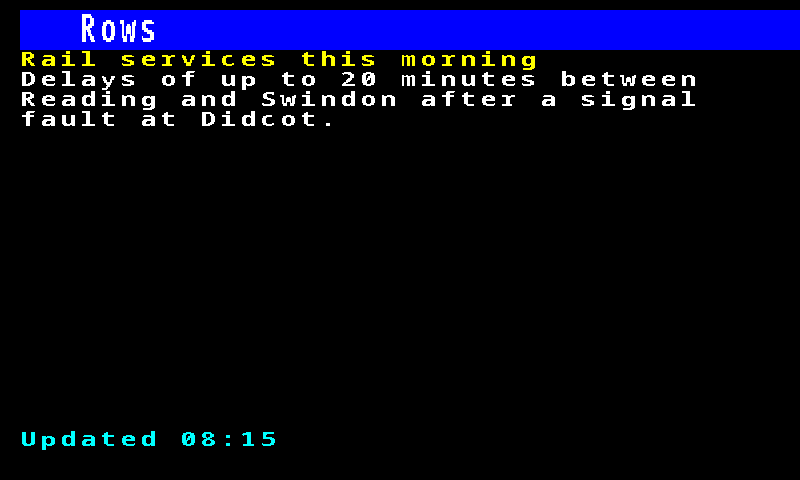 Rows
Rail services this morning
Delays of up to 20 minutes between
Reading and Swindon after a signal
fault at Didcot.
Updated 08:15